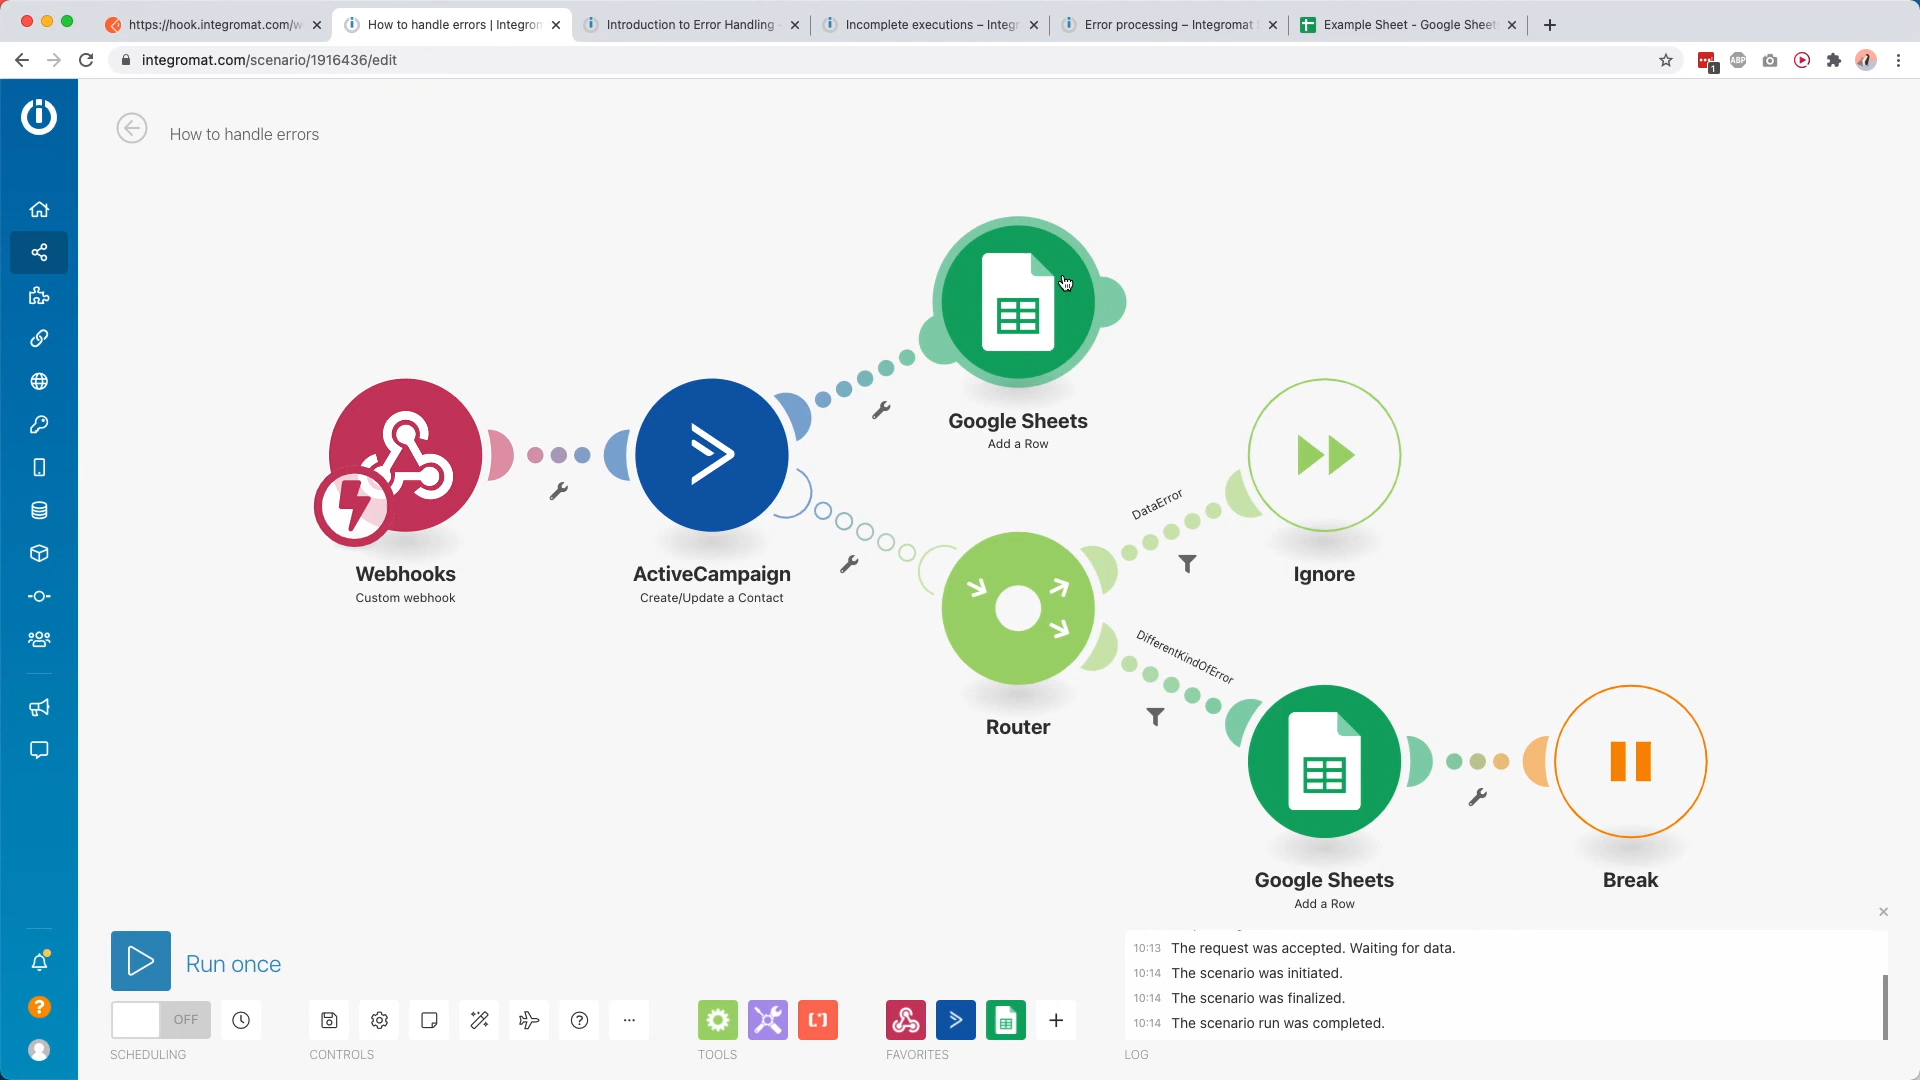 https://hook.integromat.com/w
How to handle errors | Integrom
Introduction to Error Handling -
Incomplete executions – Integr
Error processing – Integromat
Example Sheet - Google Sheets
integromat.com/scenario/1916436/edit
1
ABP
How to handle errors
Google Sheets
Add a Row
DataError
Webhooks
Custom webhook
ActiveCampaign
Create/Update a Contact
Ignore
DifferentKindOfError
Router
Google Sheets
Add a Row
Break
Run once
10:13 The request was accepted. Waiting for data.
10:14 The scenario was initiated.
10:14 The scenario was finalized.
10:14 The scenario run was completed.
OFF
SCHEDULING
CONTROLS
TOOLS
FAVORITES
LOG